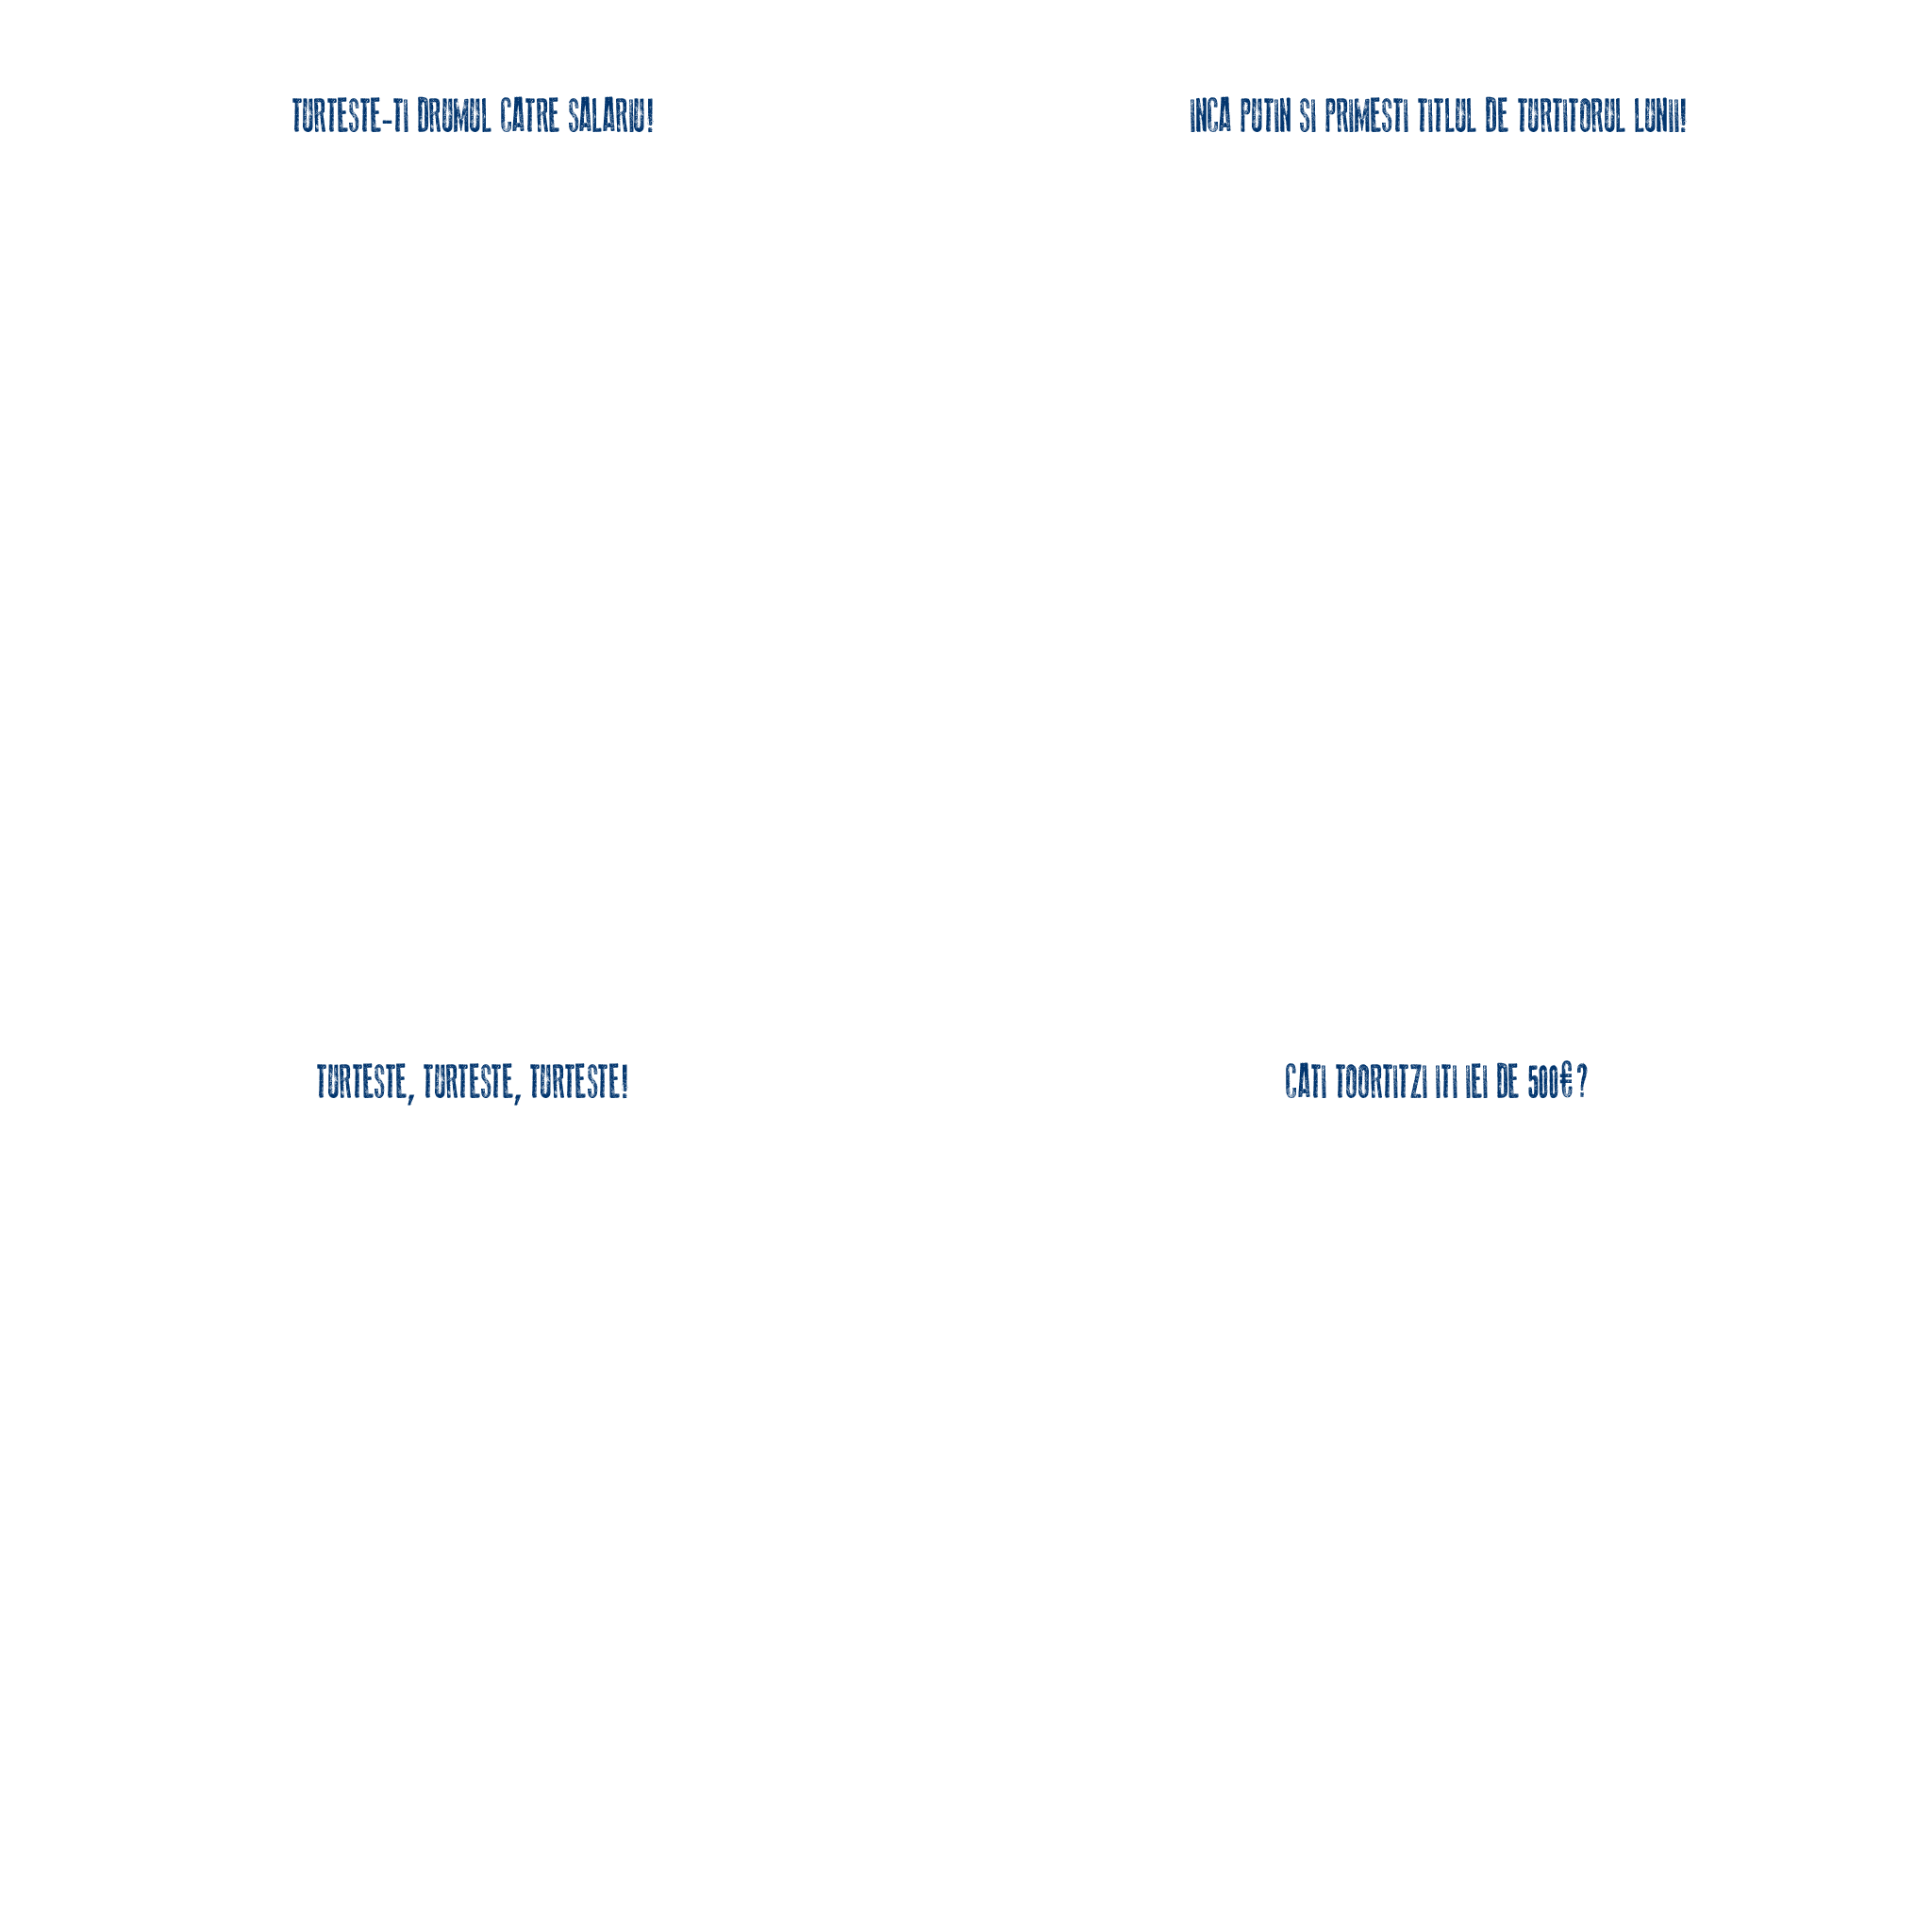 TURTESTE-TI DRUMUL CATRE SALARIU!
INCA PUTIN SI PRIMESTI TITLUL DE TURTITORUL LUNII!
TURTESTE, TURTESTE, TURTESTE!
CATI TOORTITZI ITI IEI DE 500€?